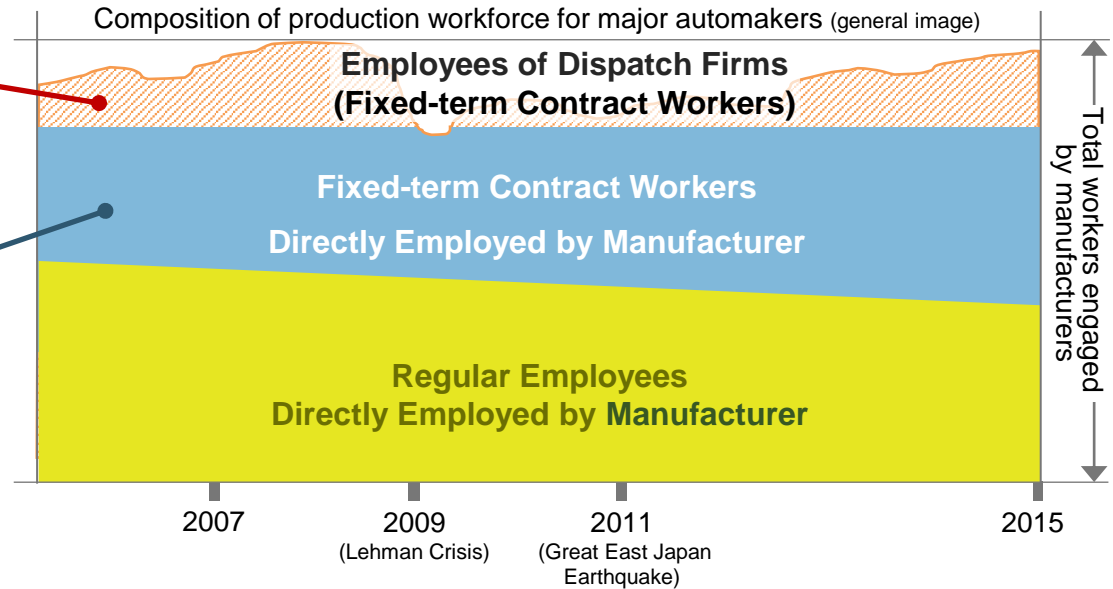 Composition of production workforce for major automakers (general image)
Employees of Dispatch Firms
(Fixed-term Contract Workers)
Fixed-term Contract Workers
Directly Employed by Manufacturer
Regular Employees
Directly Employed by Manufacturer
Total workers engaged
by manufacturers
2007
2009
(Lehman Crisis)
2011
(Great East Japan
Earthquake)
2015